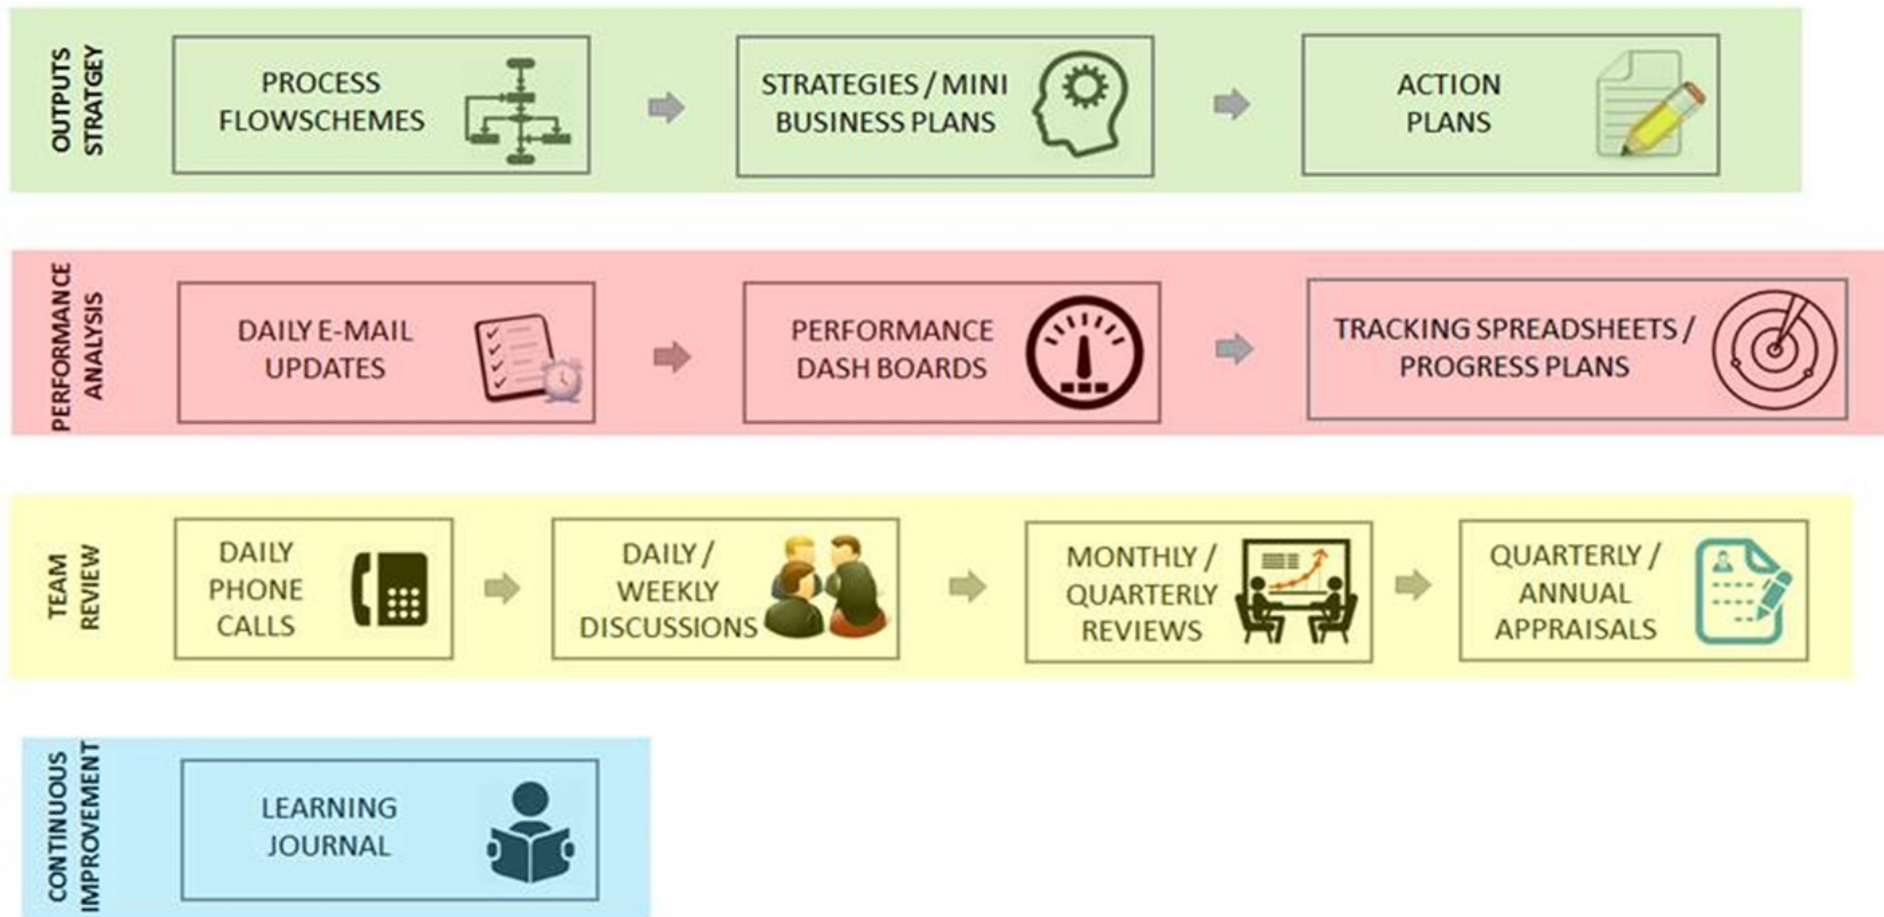 OUTPUTS
STRATGEY
PROCESS
FLOWSCHEMES
STRATEGIES / MINI
BUSINESS PLANS
ACTION
PLANS
PERFORMANCE
ANALYSIS
DAILY E-MAIL
UPDATES
PERFORMANCE
DASH BOARDS
TRACKING SPREADSHEETS /
PROGRESS PLANS
TEAM
REVIEW
DAILY
PHONE
CALLS
DAILY /
WEEKLY
DISCUSSIONS
MONTHLY /
QUARTERLY
REVIEWS
QUARTERLY /
ANNUAL
APPRAISALS
CONTINUOUS
IMPROVEMENT
LEARNING
JOURNAL